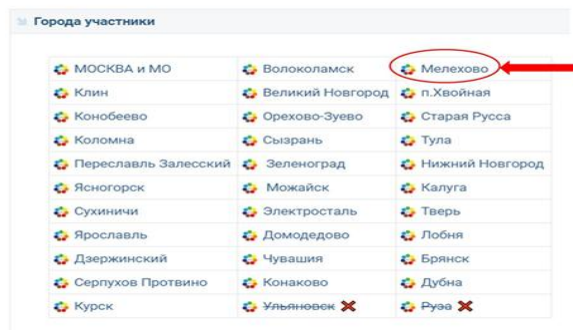 Города участники
МОСКВА и МО Волоколамск Мелехово
Клин Великий Новгород п.Хвойная
Конобеево Орехово-Зуево Старая Русса
Коломна Сызрань Тула
Переславль Залесский Зеленоград Нижний Новгород
Ясногорск Можайск Калуга
Сухиничи Электросталь Тверь
Ярославль Домодедово Лобня
Дзержинский Чувашия Брянск
Серпухов Протвино Конаково Дубна
Курск Ульяновск Руза